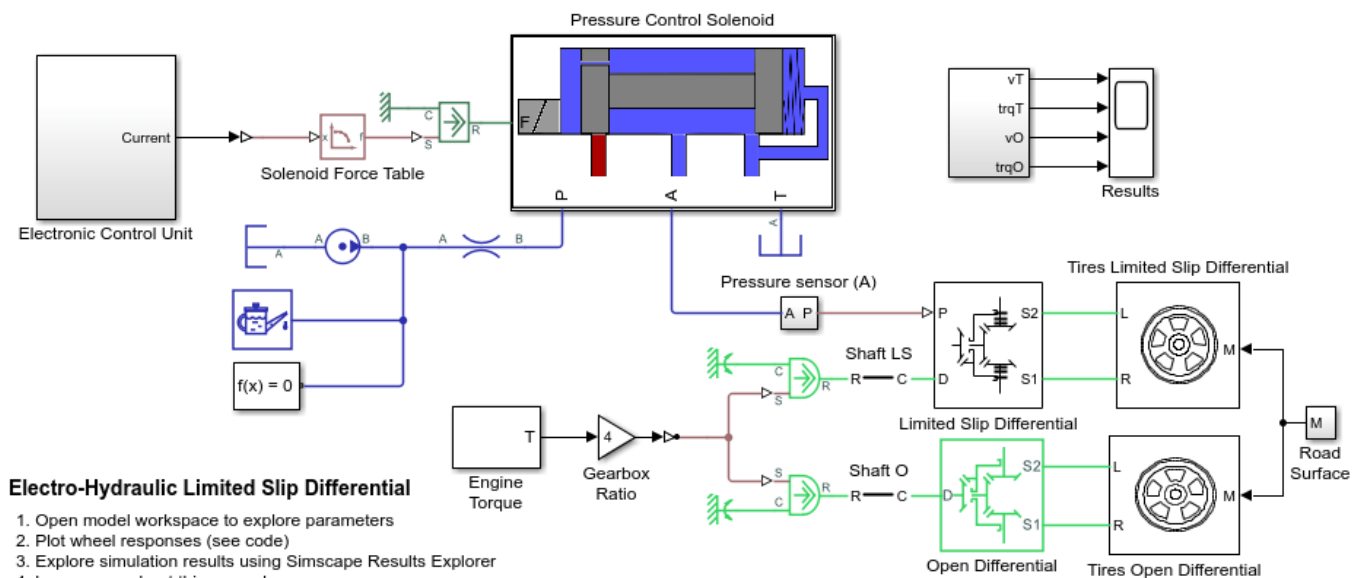 Pressure Control Solenoid
Electronic Control Unit
Current
x
f
Solenoid Force Table
C
S
R
F
P
A
T
A
vT
trqT
vO
trqO
Results
A
A
B
A
B
f(x) = 0
Pressure sensor (A)
A P
Tires Limited Slip Differential
P
S2
D
S1
Limited Slip Differential
L
R
M
Shaft LS
C
S
R
R
C
T
Engine
Torque
4
Gearbox
Ratio
Shaft O
S
C
R
R
C
D
S2
S1
Open Differential
L
R
M
Tires Open Differential
M
Road
Surface
Electro-Hydraulic Limited Slip Differential
1. Open model workspace to explore parameters
2. Plot wheel responses (see code)
3. Explore simulation results using Simscape Results Explorer